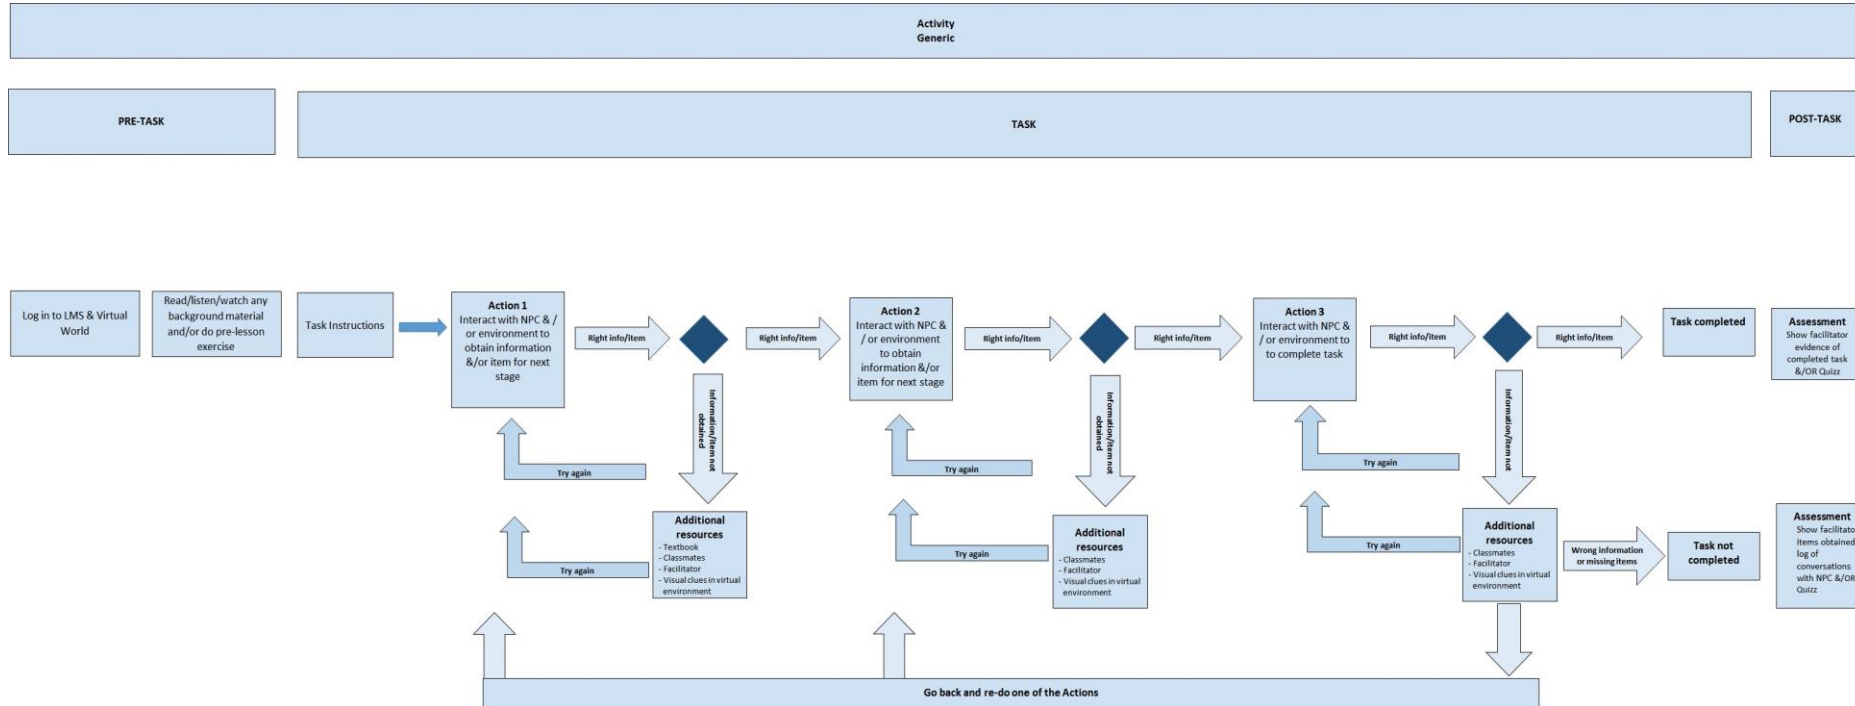 Activity
Generic
PRE-TASK
TASK
POST-TASK
Log in to LMS & Virtual
World
Read/listen/watch any
background material
and/or do pre-lesson
exercise
Task Instructions
Action 1
Interact with NPC & /
or environment to
obtain information
&/or item for next
stage
Right info/item
Right info/item
Action 2
Interact with NPC &
/ or environment
to obtain
information &/or
item for next stage
Right info/item
Right info/item
Action 3
Interact with NPC &
/ or environment to
to complete task
Right info/item
Right info/item
Task completed
Assessment
Show facilitator
evidence of
completed task
&/OR Quizz
Information/item not
obtained
Try again
Try again
Additional
resources
- Textbook
- Classmates
- Facilitator
- Visual clues in virtual
environment
Information/item not
obtained
Try again
Try again
Additional
resources
- Classmates
- Facilitator
- Visual clues in virtual
environment
Information/item not
obtained
Try again
Try again
Additional
resources
- Classmates
- Facilitator
- Visual clues in virtual
environment
Wrong information
or missing items
Task not
completed
Assessment
Show facilitato
items obtained
log of
conversations
with NPC &/OR
Quizz
Go back and re-do one of the Actions